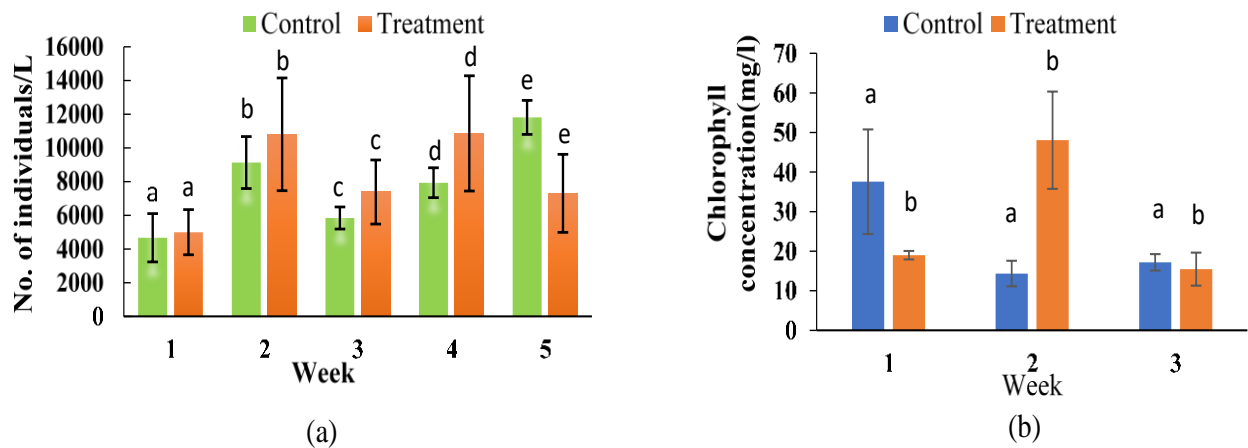 Control Treatment
No. of individuals/L
16000
14000
12000
10000
8000
6000
4000
2000
0
a a b b c c d d e e
1 2 3 4 5
Week
(a)
Control Treatment
Chlorophyll
concentration(mg/l)
70
60
50
40
30
20
10
0
a b a b a b
1 2 3
Week
(b)